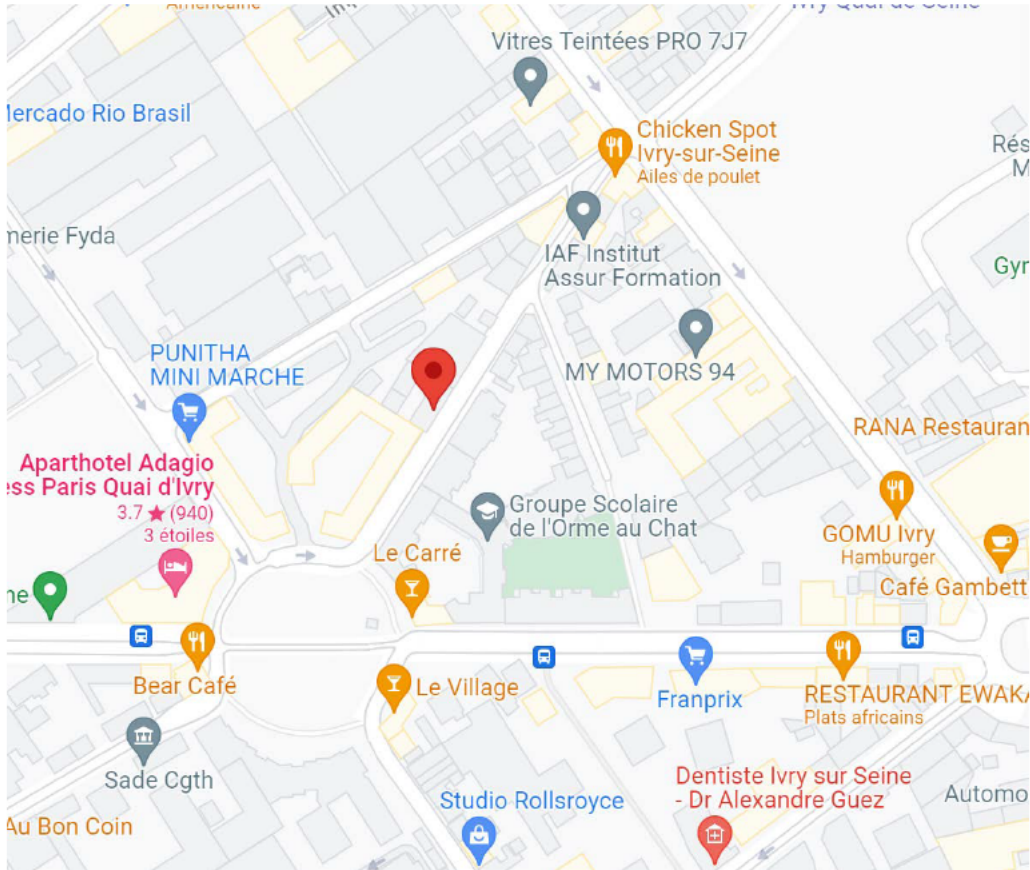 Américaine
Vitres Teintées PRO 7J7
Mercado Rio Brasil
Chicken Spot
Ivry-sur-Seine
Ailes de poulet
merie Fyda
IAF Institut
Assur Formation
PUNITHA
MINI MARCHE
MY MOTORS 94
RANA Restauran
Aparthotel Adagio
ess Paris Quai d'Ivry
3.7 ★ (940)
3 étoiles
Groupe Scolaire
de l'Orme au Chat
GOMU Ivry
Hamburger
Le Carré
Café Gambett
Bear Café
Le Village
Franprix
RESTAURANT EWAKA
Plats africains
Sade Cgth
Dentiste Ivry sur Seine
- Dr Alexandre Guez
Studio Rollsroyce
Automo
Au Bon Coin